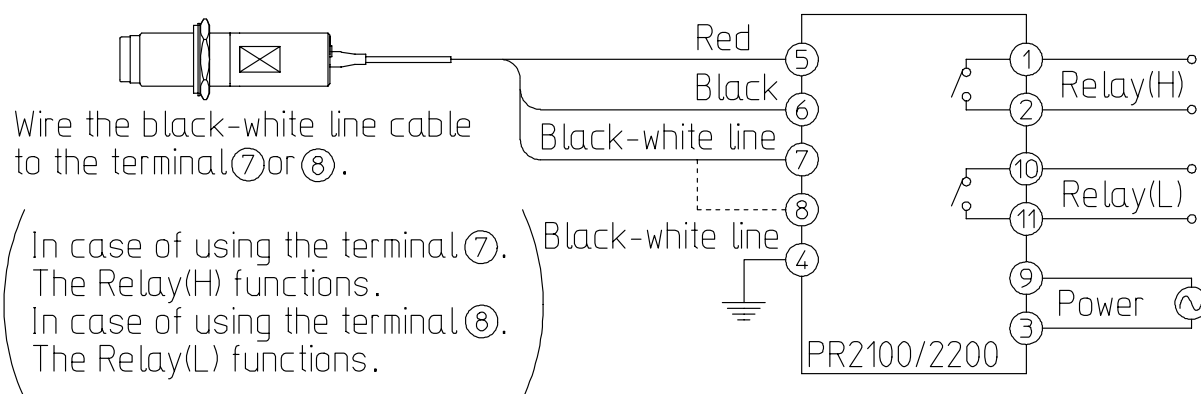 Red
Black
Black-white line
Black-white line
5
6
7
8
4
1
2
10
11
9
3
Relay(H)
Relay(L)
Power
PR2100/2200
Wire the black-white line cable
to the terminal⑦or⑧.
In case of using the terminal⑦.
The Relay(H) functions.
In case of using the terminal⑧.
The Relay(L) functions.